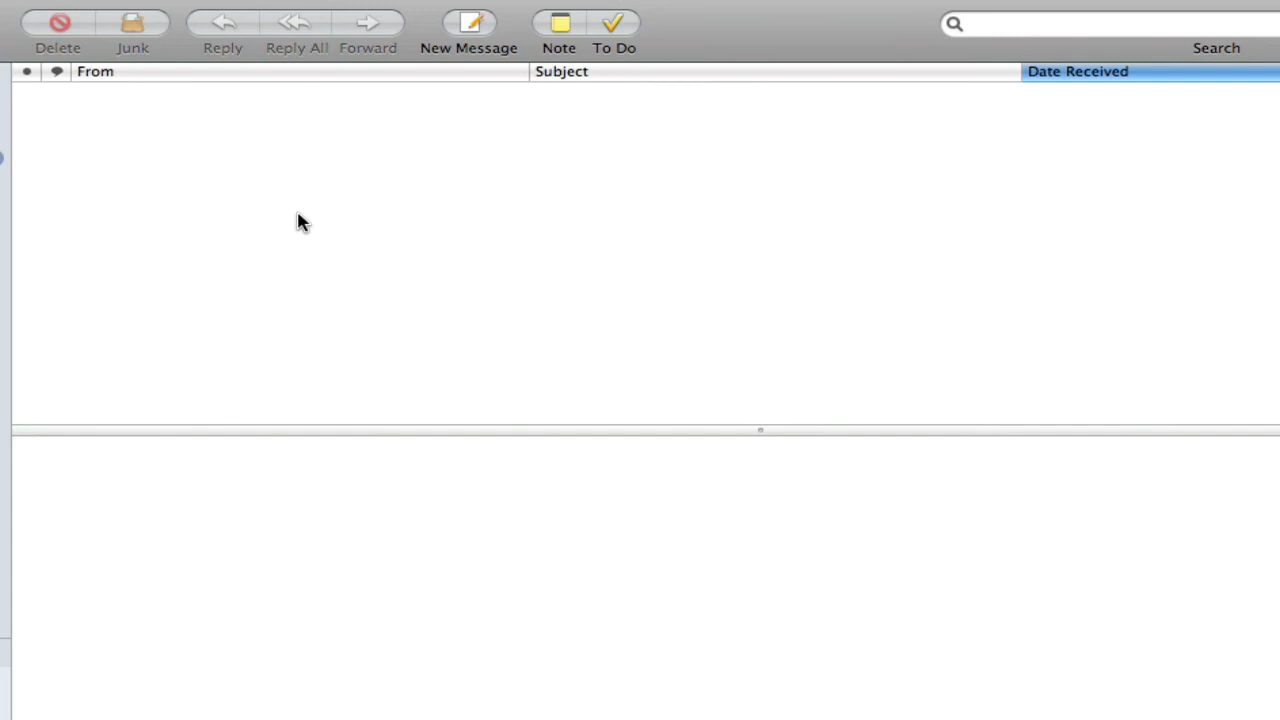 Delete Junk Reply Reply All Forward New Message Note To Do Search
From Subject Date Received